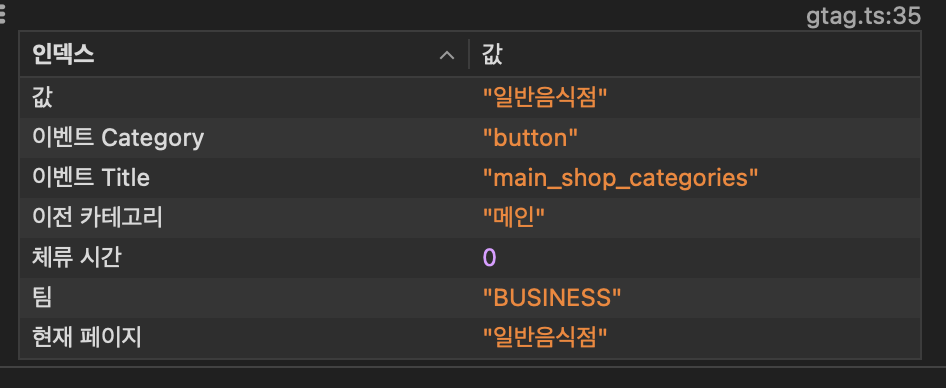 gtag.ts:35
인덱스 값
값 "일반음식점"
이벤트 Category "button"
이벤트 Title "main_shop_categories"
이전 카테고리 "메인"
체류 시간 0
팀 "BUSINESS"
현재 페이지 "일반음식점"